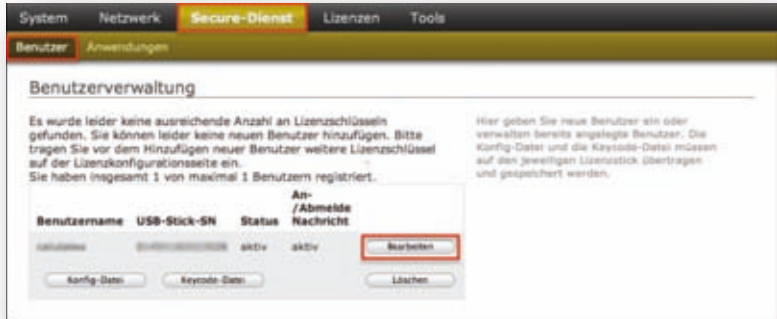 System Netzwerk Secure-Dienst Lizenzen Tools
Benutzer Anwendungen
Benutzerverwaltung
Es wurde leider keine ausreichende Anzahl an Lizenzschlüsseln
gefunden. Sie können leider keine neuen Benutzer hinzufügen. Bitte
tragen Sie vor dem Hinzufügen neuer Benutzer weitere Lizenzschlüssel
auf der Lizenzkonfigurationsseite ein.
Sie haben insgesamt 1 von maximal 1 Benutzern registriert.
Hier geben Sie neue Benutzer ein oder
verwalten bereits angelegte Benutzer. Die
Konfig-Datei und die Keycode-Datei müssen
auf den jeweiligen Lizenzstick übertragen
und gespeichert werden.
An-
/Abmelde
Benutzername USB-Stick-SN Status Nachricht
aktiv aktiv Bearbeiten
Konfig-Datei Keycode-Datei Löschen